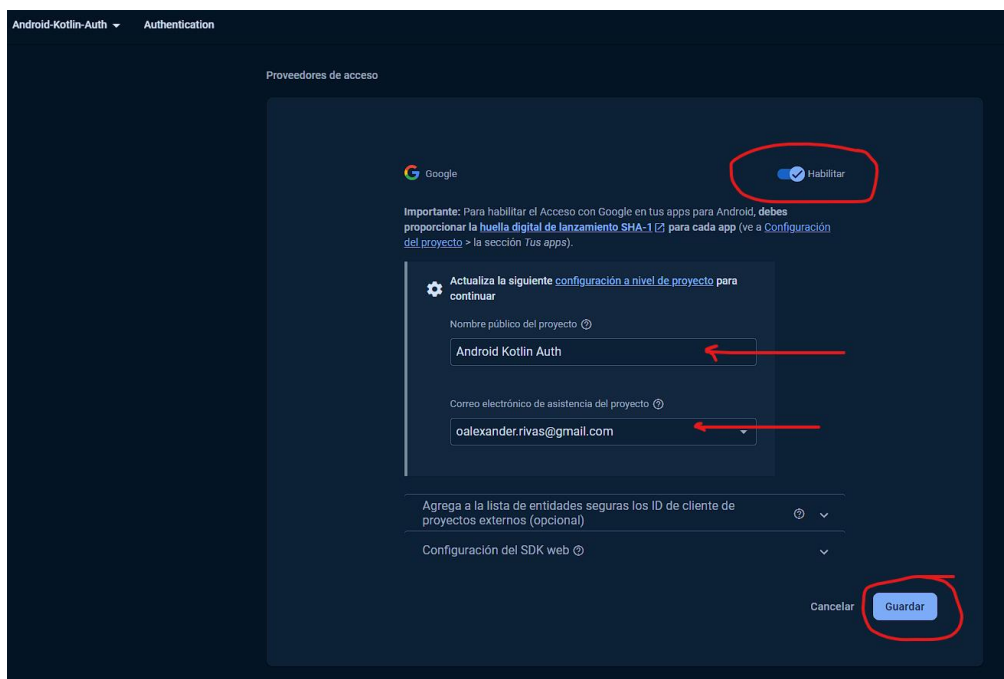 Android-Kotlin-Auth Authentication
Proveedores de acceso
Google Habilitar
Importante: Para habilitar el Acceso con Google en tus apps para Android, debes
proporcionar la huella digital de lanzamiento SHA-1 para cada app (ve a Configuración
del proyecto > la sección Tus apps).
Actualiza la siguiente configuración a nivel de proyecto para
continuar
Nombre público del proyecto
Android Kotlin Auth
Correo electrónico de asistencia del proyecto
oalexander.rivas@gmail.com
Agrega a la lista de entidades seguras los ID de cliente de
proyectos externos (opcional)
Configuración del SDK web
Cancelar Guardar